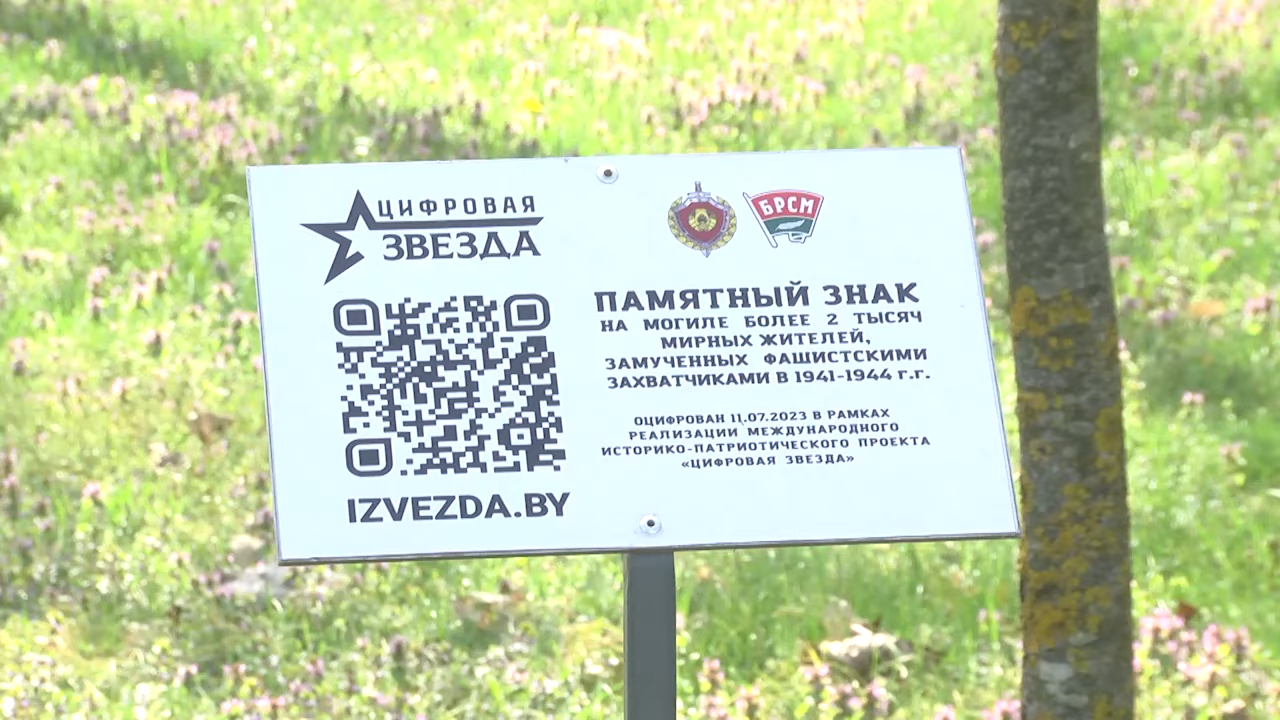 ЦИФРОВАЯ
ЗВЕЗДА
БРСМ
ПАМЯТНЫЙ ЗНАК
НА МОГИЛЕ БОЛЕЕ 2 ТЫСЯЧ
МИРНЫХ ЖИТЕЛЕЙ,
ЗАМУЧЕННЫХ ФАШИСТСКИМИ
ЗАХВАТЧИКАМИ В 1941-1944 г.г.
ОЦИФРОВАН 11.07.2023 В РАМКАХ
РЕАЛИЗАЦИИ МЕЖДУНАРОДНОГО
ИСТОРИКО-ПАТРИОТИЧЕСКОГО ПРОЕКТА
«ЦИФРОВАЯ ЗВЕЗДА»
IZVEZDA.BY